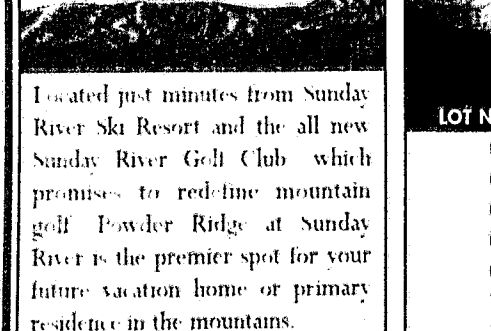 Located just minutes from Sunday
River Ski Resort and the all new
Sunday River Golf Club which
promises to redefine mountain
golf Powder Ridge at Sunday
River is the premier spot for your
future vacation home or primary
residence in the mountains.
LOT N